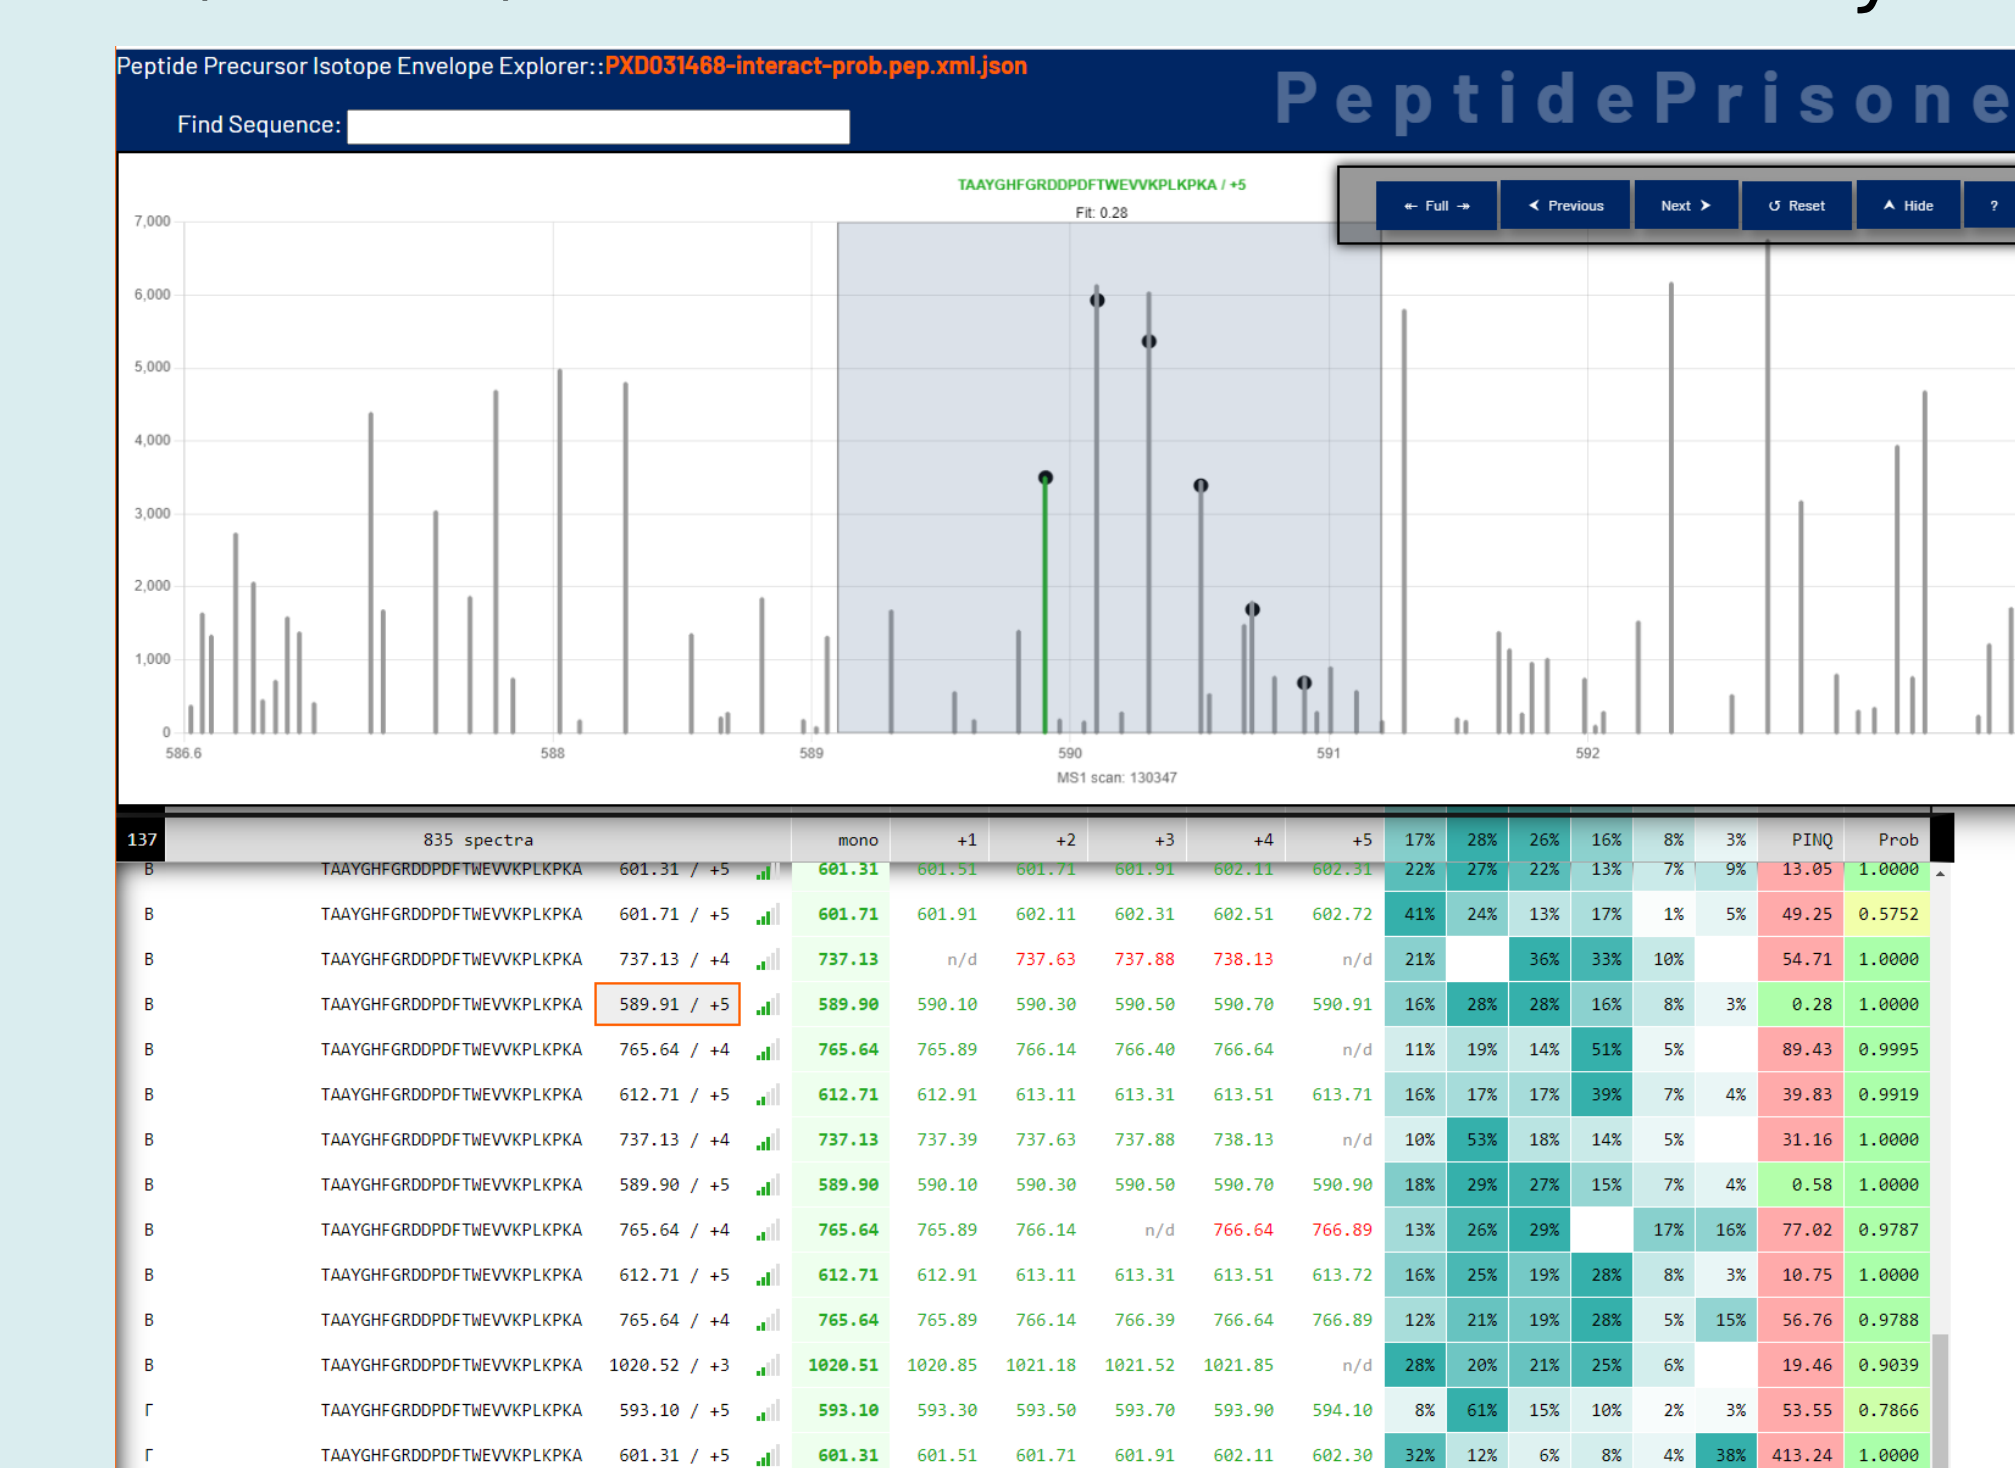 Peptide Precursor Isotope Envelope Explorer::PXD031468-interact-prob.pep.xml.json
PeptidePrisone
Find Sequence:
TAAYGHFGRDDPDFTWEVVKPLKPKA / +5
Fit: 0.28
↞ Full ↠ ⮜ Previous Next ⮞ ↺ Reset ⮝ Hide ?
7,000
6,000
5,000
4,000
3,000
2,000
1,000
0
586.6 588 589 590 591 592
MS1 scan: 130347
137 835 spectra mono +1 +2 +3 +4 +5 17% 28% 26% 16% 8% 3% PINQ Prob
B TAAYGHFGRDDPDFTWEVVKPLKPKA 601.31 / +5 601.31 601.51 601.71 601.91 602.11 602.31 22% 27% 22% 13% 7% 9% 13.05 1.0000
B TAAYGHFGRDDPDFTWEVVKPLKPKA 601.71 / +5 601.71 601.91 602.11 602.31 602.51 602.72 41% 24% 13% 17% 1% 5% 49.25 0.5752
B TAAYGHFGRDDPDFTWEVVKPLKPKA 737.13 / +4 737.13 n/d 737.63 737.88 738.13 n/d 21% 36% 33% 10% 54.71 1.0000
B TAAYGHFGRDDPDFTWEVVKPLKPKA 589.91 / +5 589.90 590.10 590.30 590.50 590.70 590.91 16% 28% 28% 16% 8% 3% 0.28 1.0000
B TAAYGHFGRDDPDFTWEVVKPLKPKA 765.64 / +4 765.64 765.89 766.14 766.40 766.64 n/d 11% 19% 14% 51% 5% 89.43 0.9995
B TAAYGHFGRDDPDFTWEVVKPLKPKA 612.71 / +5 612.71 612.91 613.11 613.31 613.51 613.71 16% 17% 17% 39% 7% 4% 39.83 0.9919
B TAAYGHFGRDDPDFTWEVVKPLKPKA 737.13 / +4 737.13 737.39 737.63 737.88 738.13 n/d 10% 53% 18% 14% 5% 31.16 1.0000
B TAAYGHFGRDDPDFTWEVVKPLKPKA 589.90 / +5 589.90 590.10 590.30 590.50 590.70 590.90 18% 29% 27% 15% 7% 4% 0.58 1.0000
B TAAYGHFGRDDPDFTWEVVKPLKPKA 765.64 / +4 765.64 765.89 766.14 n/d 766.64 766.89 13% 26% 29% 17% 16% 77.02 0.9787
B TAAYGHFGRDDPDFTWEVVKPLKPKA 612.71 / +5 612.71 612.91 613.11 613.31 613.51 613.72 16% 25% 19% 28% 8% 3% 10.75 1.0000
B TAAYGHFGRDDPDFTWEVVKPLKPKA 765.64 / +4 765.64 765.89 766.14 766.39 766.64 766.89 12% 21% 19% 28% 5% 15% 56.76 0.9788
B TAAYGHFGRDDPDFTWEVVKPLKPKA 1020.52 / +3 1020.51 1020.85 1021.18 1021.52 1021.85 n/d 28% 20% 21% 25% 6% 19.46 0.9039
Γ TAAYGHFGRDDPDFTWEVVKPLKPKA 593.10 / +5 593.10 593.30 593.50 593.70 593.90 594.10 8% 61% 15% 10% 2% 3% 53.55 0.7866
Γ TAAYGHFGRDDPDFTWEVVKPLKPKA 601.31 / +5 601.31 601.51 601.71 601.91 602.11 602.30 32% 12% 6% 8% 4% 38% 413.24 1.0000